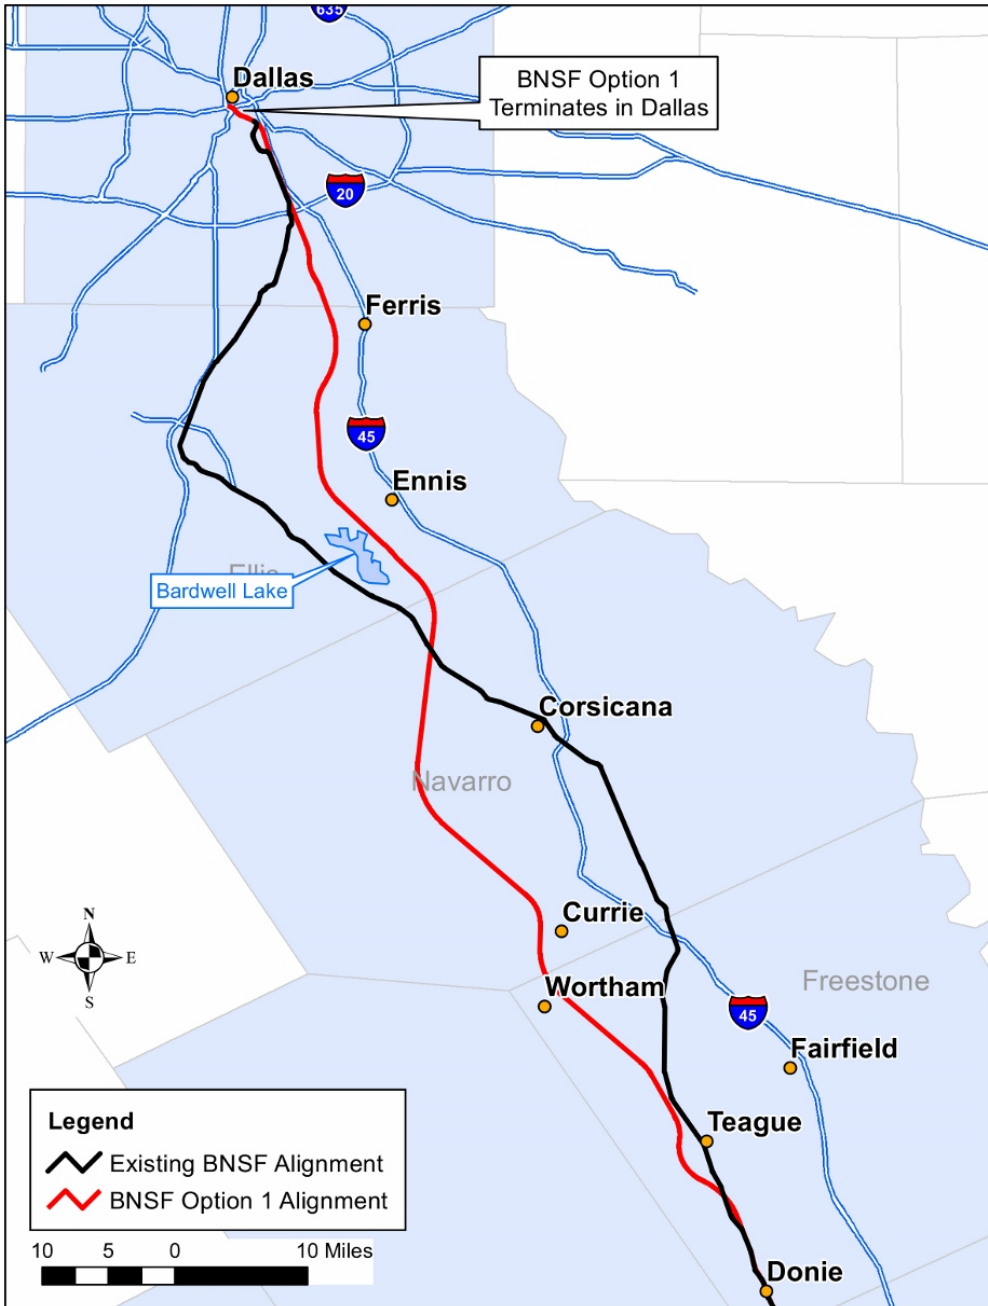 635
Dallas
BNSF Option 1
Terminates in Dallas
20
Ferris
45
Ennis
Ellis
Bardwell Lake
Corsicana
Navarro
Currie
N
W E
S
Wortham
Freestone
45
Fairfield
Teague
Legend
Existing BNSF Alignment
BNSF Option 1 Alignment
10 5 0 10 Miles
Donie